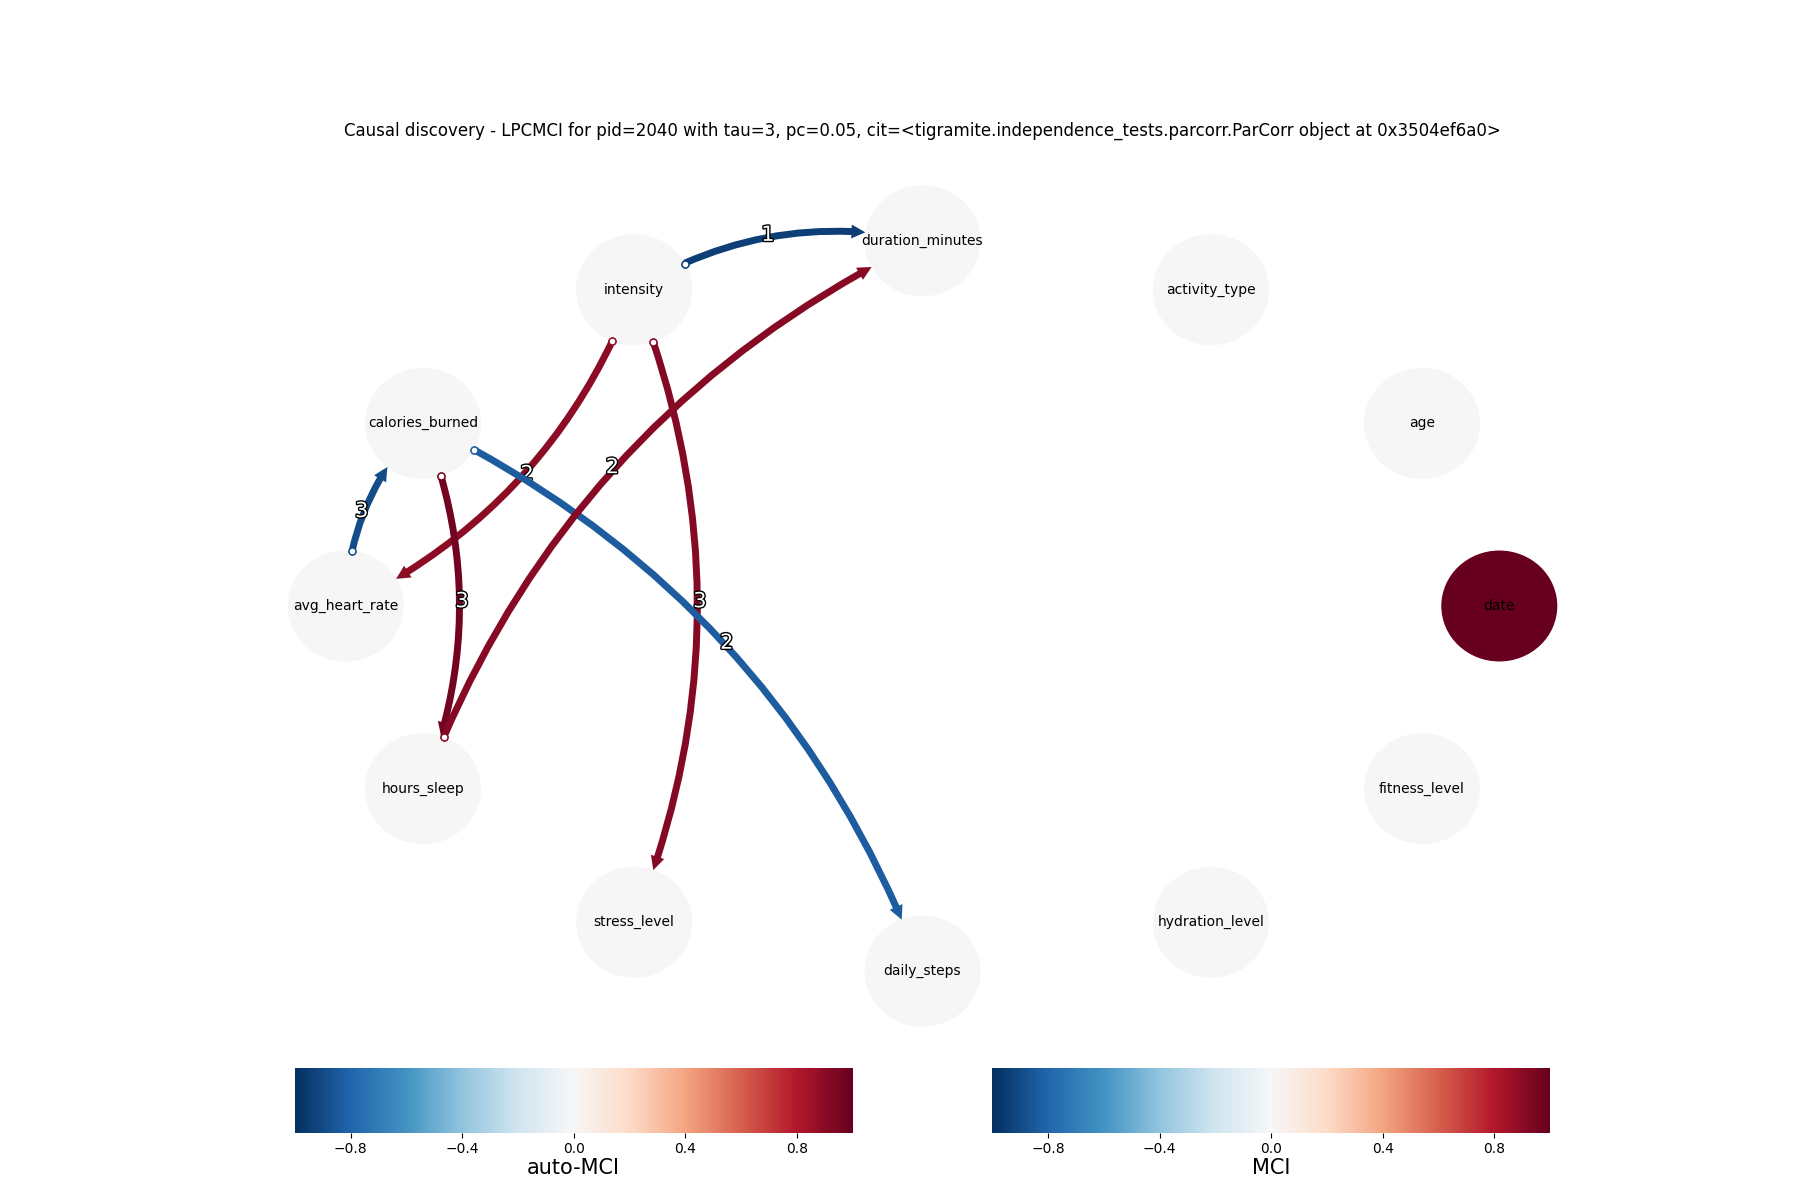 Causal discovery - LPCMCI for pid=2040 with tau=3, pc=0.05, cit=<tigramite.independence_tests.parcorr.ParCorr object at 0x3504ef6a0>
1
duration_minutes
intensity
activity_type
calories_burned
age
2
2
3
avg_heart_rate
3
3
date
2
hours_sleep
fitness_level
stress_level
hydration_level
daily_steps
−0.8 −0.4 0.0 0.4 0.8
auto-MCI
−0.8 −0.4 0.0 0.4 0.8
MCI